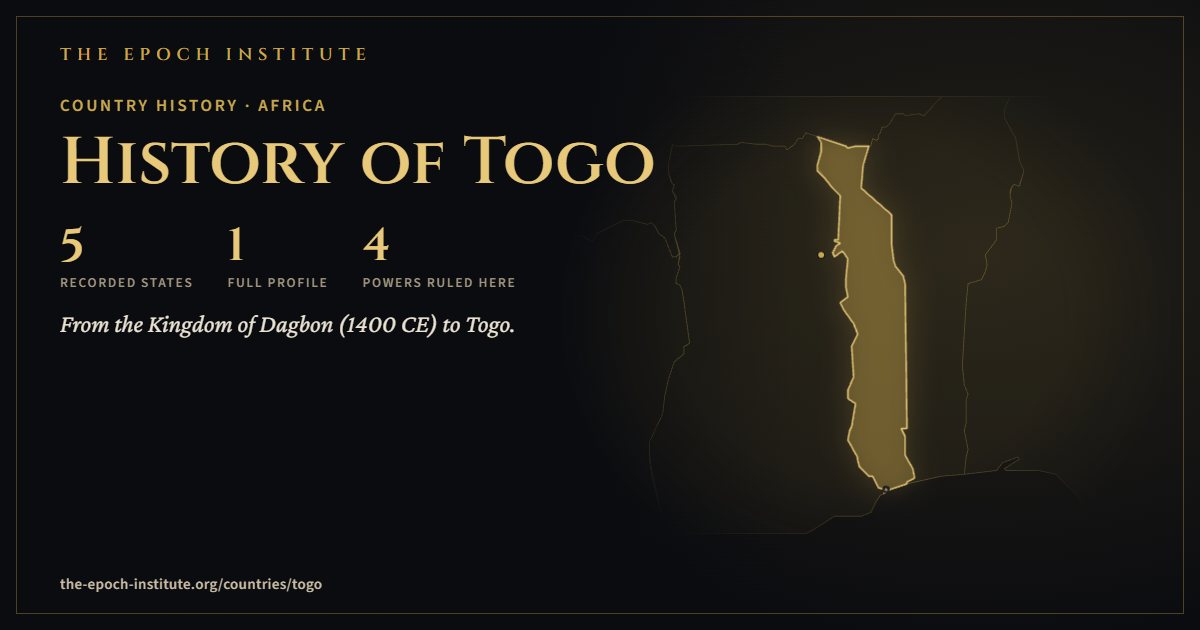 THE EPOCH INSTITUTE
COUNTRY HISTORY · AFRICA
HISTORY OF TOGO
5 1 4
RECORDED STATES FULL PROFILE POWERS RULED HERE
From the Kingdom of Dagbon (1400 CE) to Togo.
the-epoch-institute.org/countries/togo